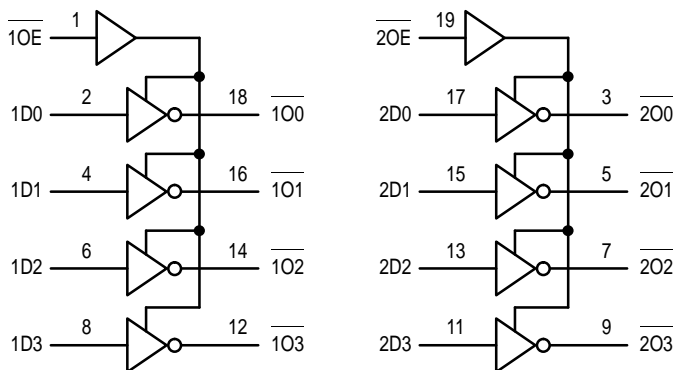 1OE 1
1D0 2 18 1O0
1D1 4 16 1O1
1D2 6 14 1O2
1D3 8 12 1O3
2OE 19
2D0 17 3 2O0
2D1 15 5 2O1
2D2 13 7 2O2
2D3 11 9 2O3